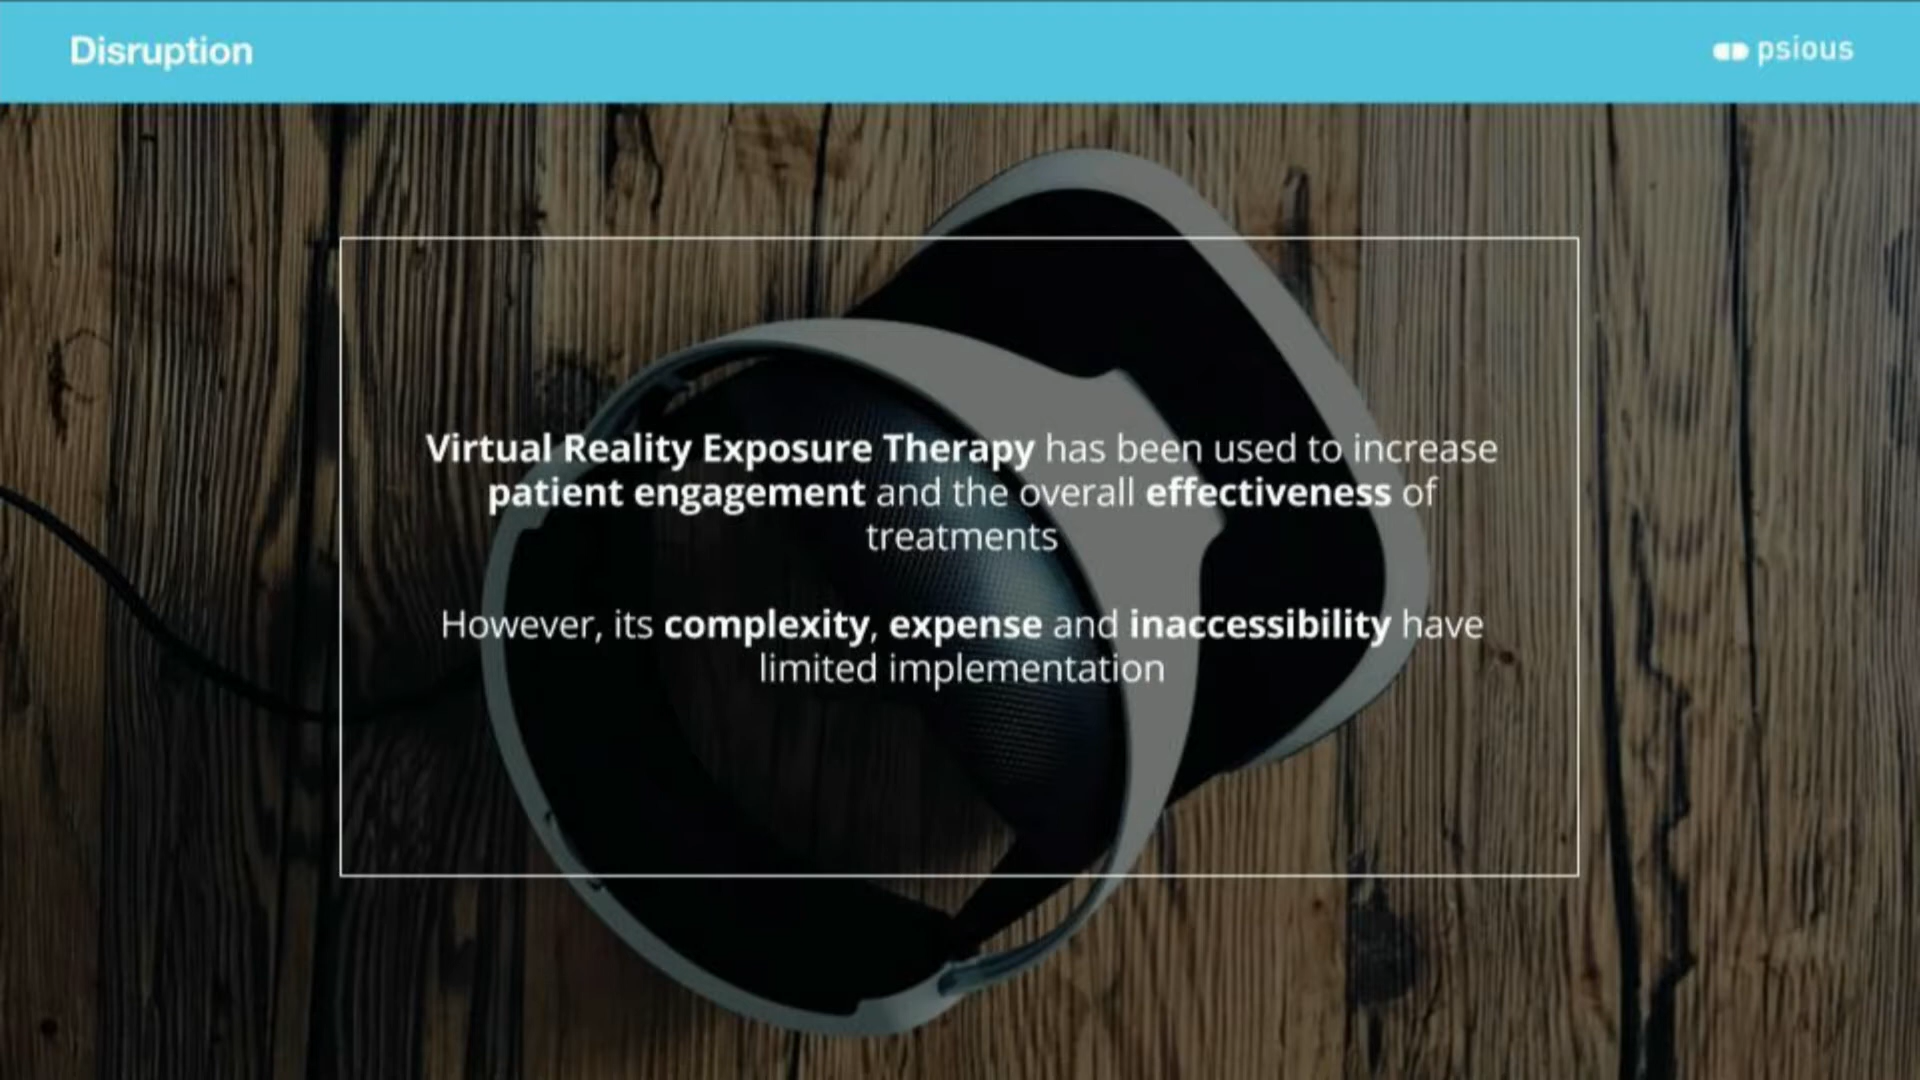 Disruption
psious
Virtual Reality Exposure Therapy has been used to increase
patient engagement and the overall effectiveness of
treatments
However, its complexity, expense and inaccessibility have
limited implementation